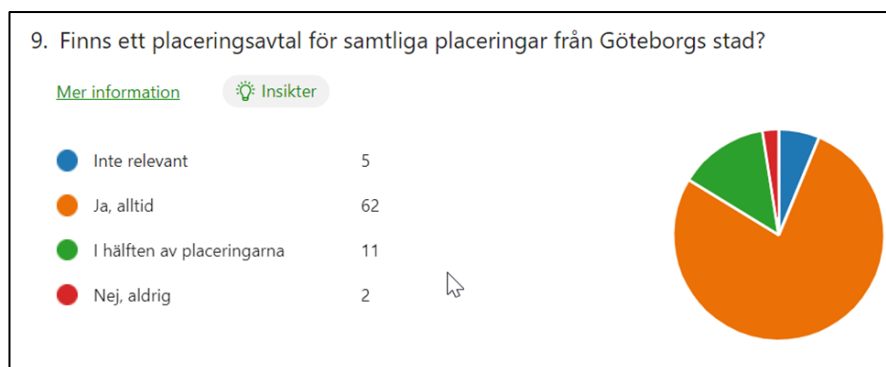 9. Finns ett placeringsavtal för samtliga placeringar från Göteborgs stad?
Mer information Insikter
Inte relevant 5
Ja, alltid 62
I hälften av placeringarna 11
Nej, aldrig 2